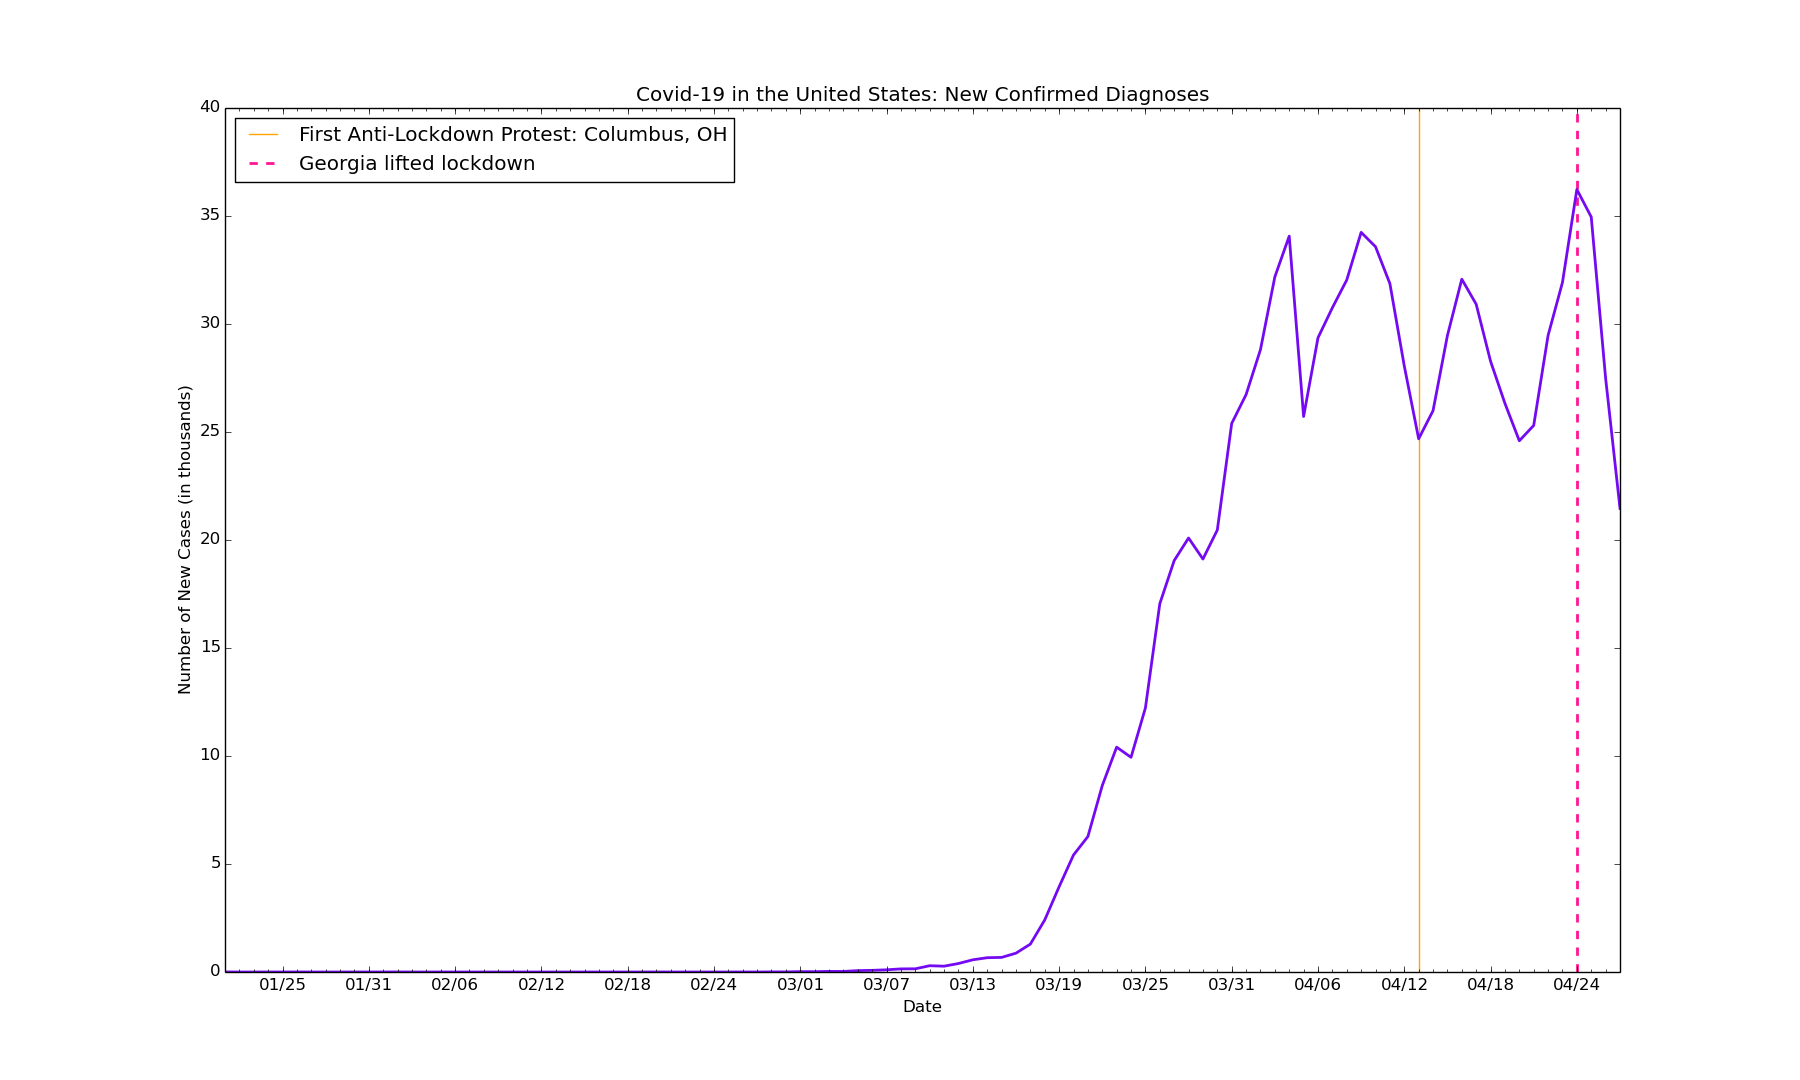 Covid-19 in the United States: New Confirmed Diagnoses
First Anti-Lockdown Protest: Columbus, OH
Georgia lifted lockdown
Number of New Cases (in thousands)
40
35
30
25
20
15
10
5
0
01/25 01/31 02/06 02/12 02/18 02/24 03/01 03/07 03/13 03/19 03/25 03/31 04/06 04/12 04/18 04/24
Date